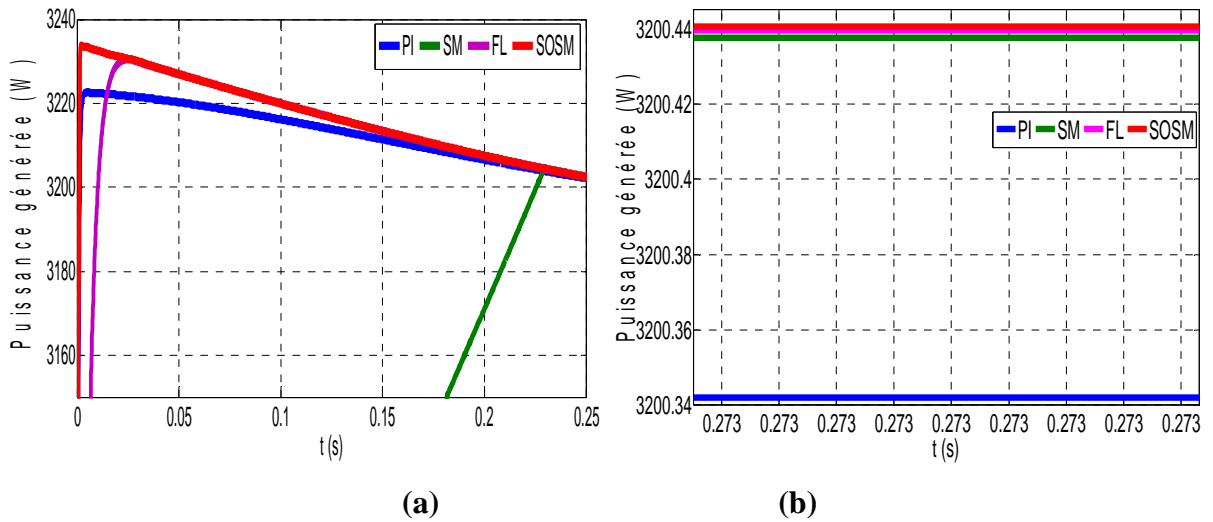 3240
3220
3200
3180
3160
Puissance générée (W)
PI SM FL SOSM
0 0.05 0.1 0.15 0.2 0.25
t (s)
(a)
3200.44
3200.42
3200.4
3200.38
3200.36
3200.34
Puissance générée (W)
PI SM FL SOSM
0.273 0.273 0.273 0.273 0.273 0.273 0.273 0.273 0.273
t (s)
(b)